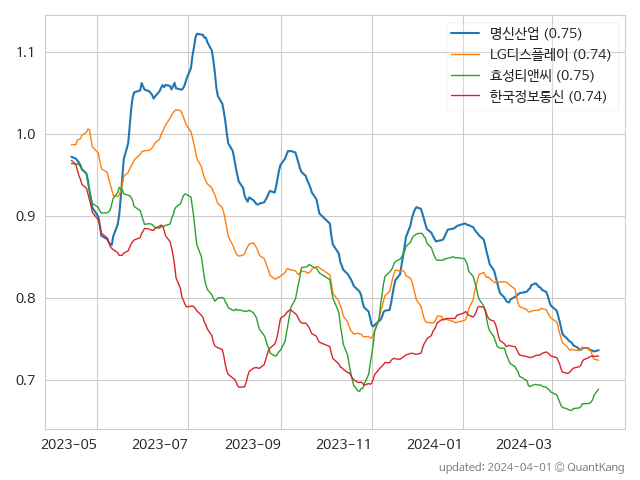 명신산업 (0.75)
LG디스플레이 (0.74)
효성티앤씨 (0.75)
한국정보통신 (0.74)
1.1
1.0
0.9
0.8
0.7
2023-05 2023-07 2023-09 2023-11 2024-01 2024-03
updated: 2024-04-01 © QuantKang